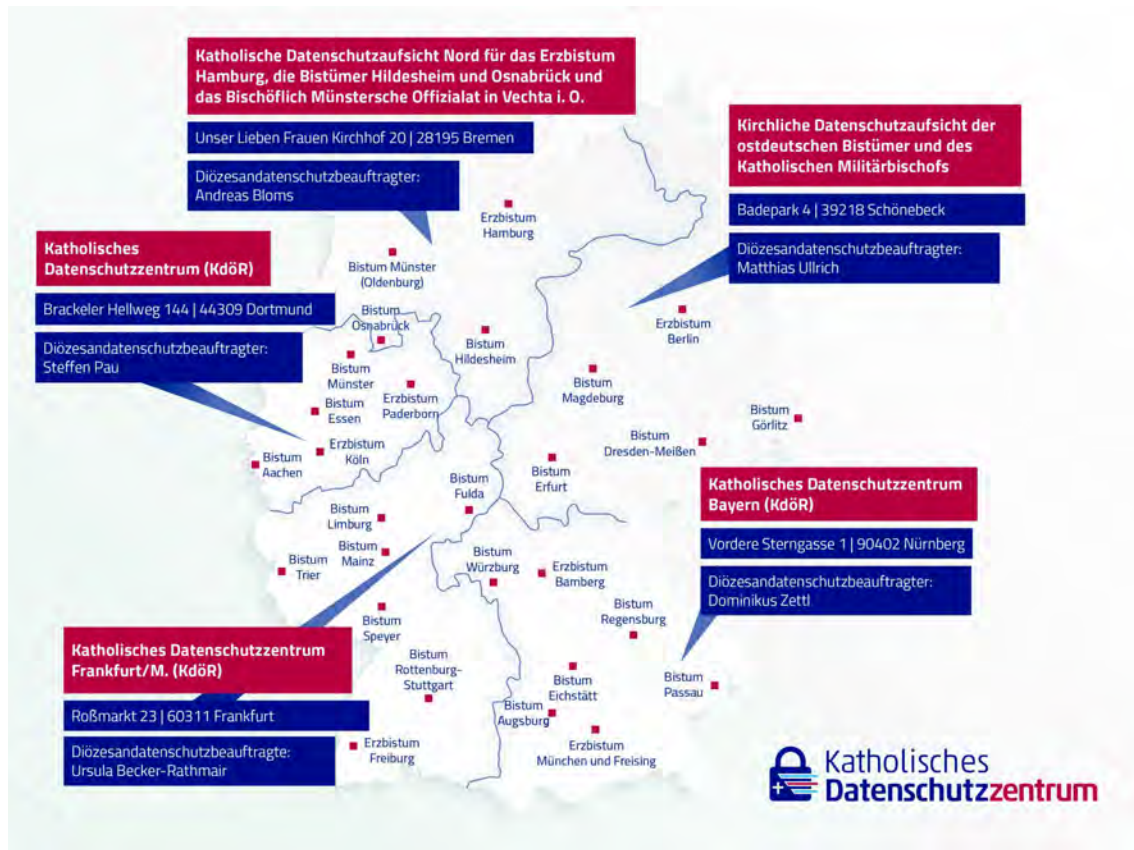 Katholische Datenschutzaufsicht Nord für das Erzbistum
Hamburg, die Bistümer Hildesheim und Osnabrück und
das Bischöflich Münstersche Offizialat in Vechta i. O.
Unser Lieben Frauen Kirchhof 20 | 28195 Bremen
Diözesandatenschutzbeauftragter:
Andreas Bloms
Kirchliche Datenschutzaufsicht der
ostdeutschen Bistümer und des
Katholischen Militärbischofs
Badepark 4 | 39218 Schönebeck
Diözesandatenschutzbeauftragter:
Matthias Ullrich
Katholisches
Datenschutzzentrum (KdöR)
Brackeler Hellweg 144 | 44309 Dortmund
Diözesandatenschutzbeauftragter:
Steffen Pau
Erzbistum
Hamburg
Bistum Münster
(Oldenburg)
Bistum
Osnabrück
Bistum
Hildesheim
Erzbistum
Berlin
Bistum
Münster
Erzbistum
Paderborn
Bistum
Essen
Bistum
Magdeburg
Bistum
Görlitz
Erzbistum
Köln
Bistum
Aachen
Bistum
Dresden-Meißen
Bistum
Erfurt
Bistum
Fulda
Bistum
Limburg
Bistum
Mainz
Bistum
Trier
Bistum
Würzburg
Erzbistum
Bamberg
Bistum
Regensburg
Bistum
Speyer
Bistum
Rottenburg-
Stuttgart
Bistum
Eichstätt
Bistum
Passau
Bistum
Augsburg
Erzbistum
Freiburg
Erzbistum
München und Freising
Katholisches Datenschutzzentrum
Bayern (KdöR)
Vordere Sterngasse 1 | 90402 Nürnberg
Diözesandatenschutzbeauftragter:
Dominikus Zettl
Katholisches Datenschutzzentrum
Frankfurt/M. (KdöR)
Roßmarkt 23 | 60311 Frankfurt
Diözesandatenschutzbeauftragte:
Ursula Becker-Rathmair
Katholisches
Datenschutzzentrum